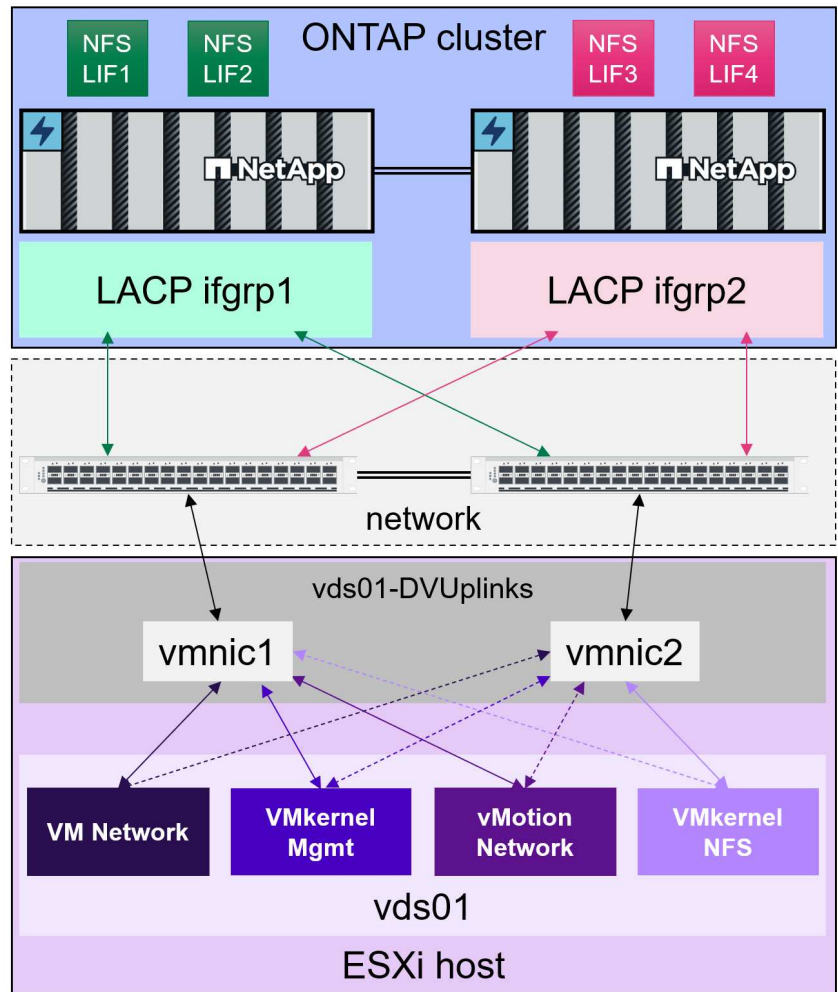 ONTAP cluster
NFS
LIF1
NFS
LIF2
NFS
LIF3
NFS
LIF4
NetApp
NetApp
LACP ifgrp1
LACP ifgrp2
network
vds01-DVUplinks
vmnic1
vmnic2
VM Network
VMkernel
Mgmt
vMotion
Network
VMkernel
NFS
vds01
ESXi host